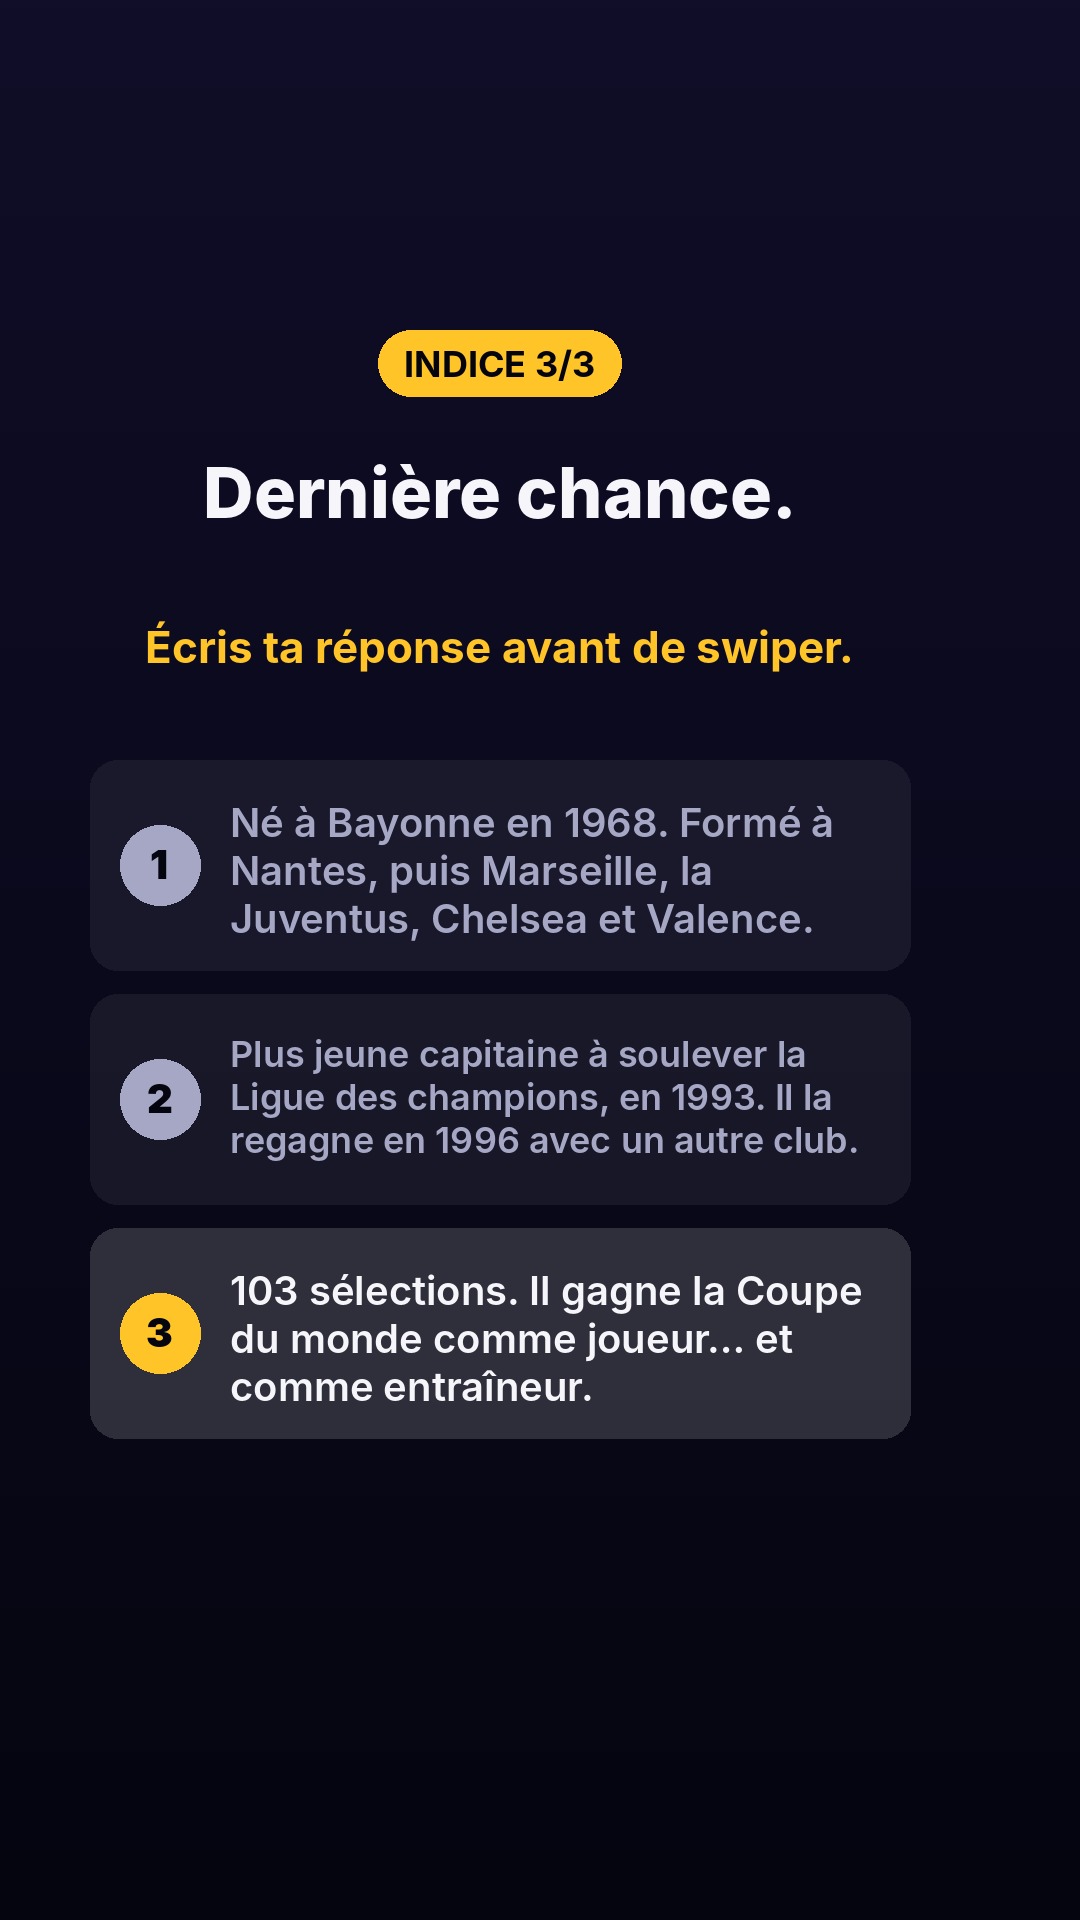 INDICE 3/3
Dernière chance.
Écris ta réponse avant de swiper.
1
Né à Bayonne en 1968. Formé à
Nantes, puis Marseille, la
Juventus, Chelsea et Valence.
2
Plus jeune capitaine à soulever la
Ligue des champions, en 1993. Il la
regagne en 1996 avec un autre club.
3
103 sélections. Il gagne la Coupe
du monde comme joueur... et
comme entraîneur.